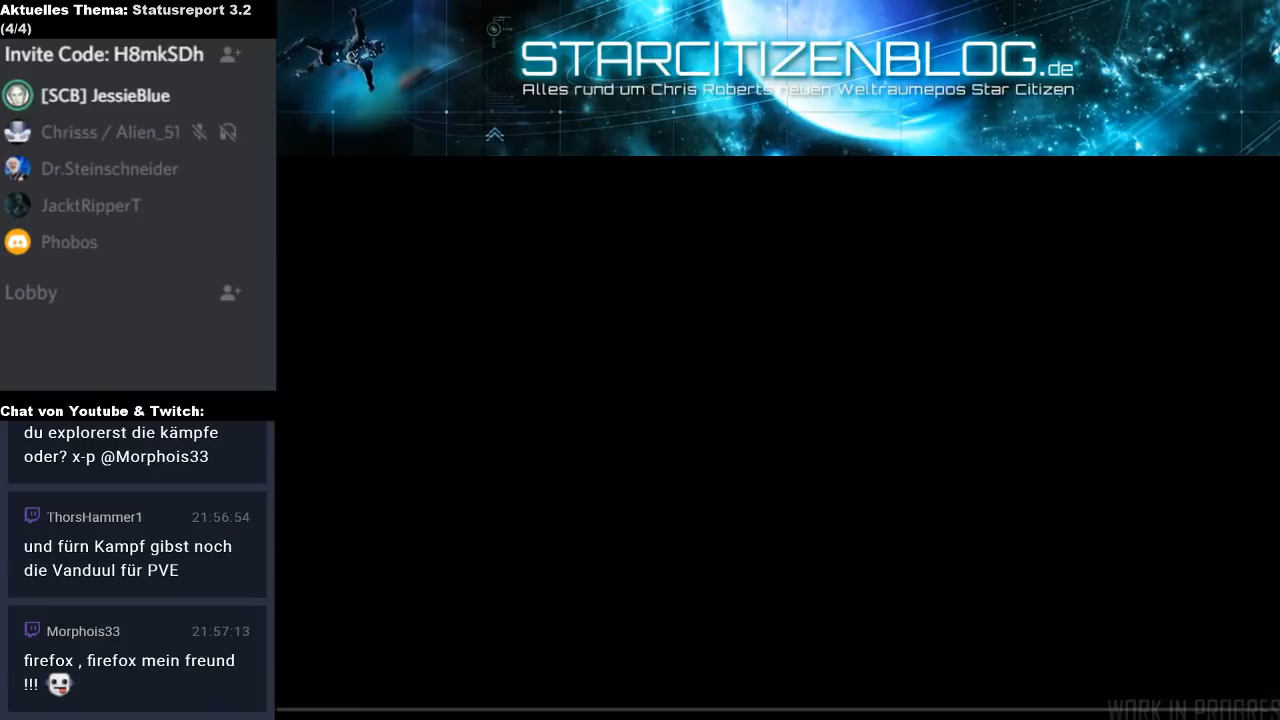 Aktuelles Thema: Statusreport 3.2
(4/4)
Invite Code: H8mkSDh
[SCB] JessieBlue
Chrisss / Alien_51
Dr.Steinschneider
JacktRipperT
Phobos
Lobby
STARCITIZENBLOG.de
Alles rund um Chris Roberts neuen Weltraumepos Star Citizen
Chat von Youtube & Twitch:
du explorerst die kämpfe
oder? x-p @Morphois33
ThorsHammer1 21:56:54
und fürn Kampf gibst noch
die Vanduul für PVE
Morphois33 21:57:13
firefox , firefox mein freund
!!!
WORK IN PROGRES